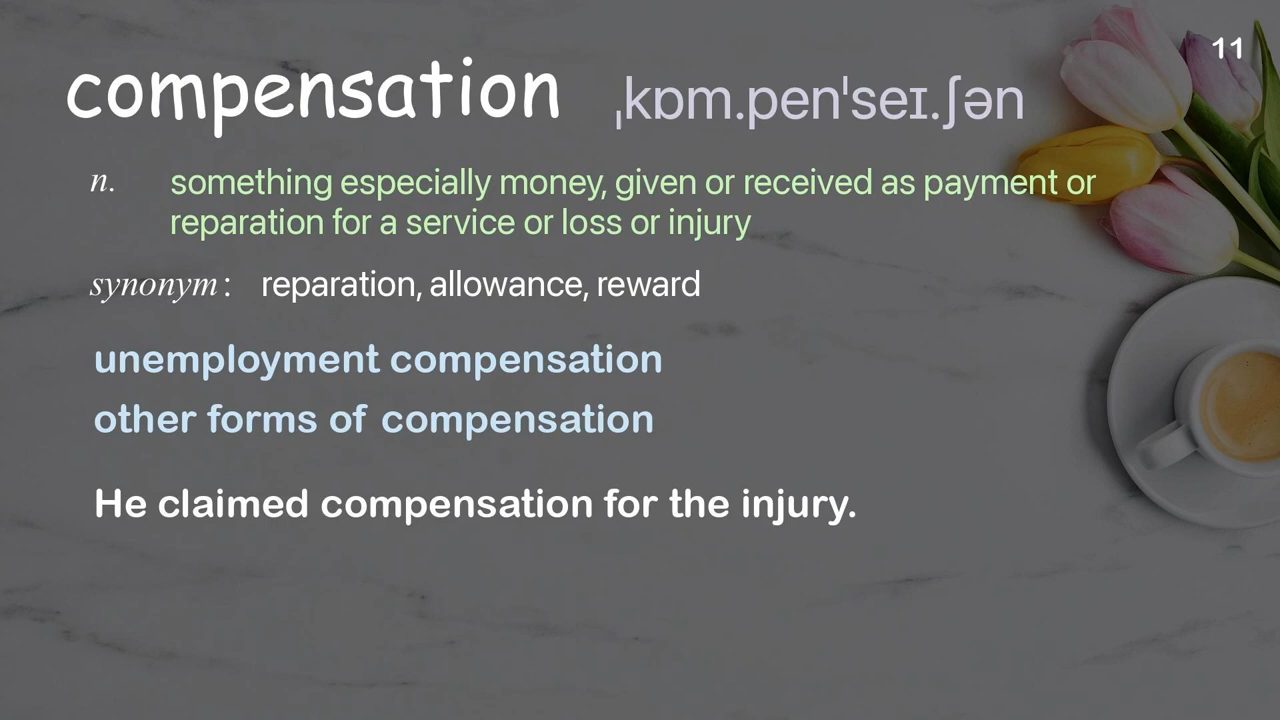 11
compensation ˌkɒm.penˈseɪ.ʃən
n. something especially money, given or received as payment or
reparation for a service or loss or injury
synonym : reparation, allowance, reward
unemployment compensation
other forms of compensation
He claimed compensation for the injury.